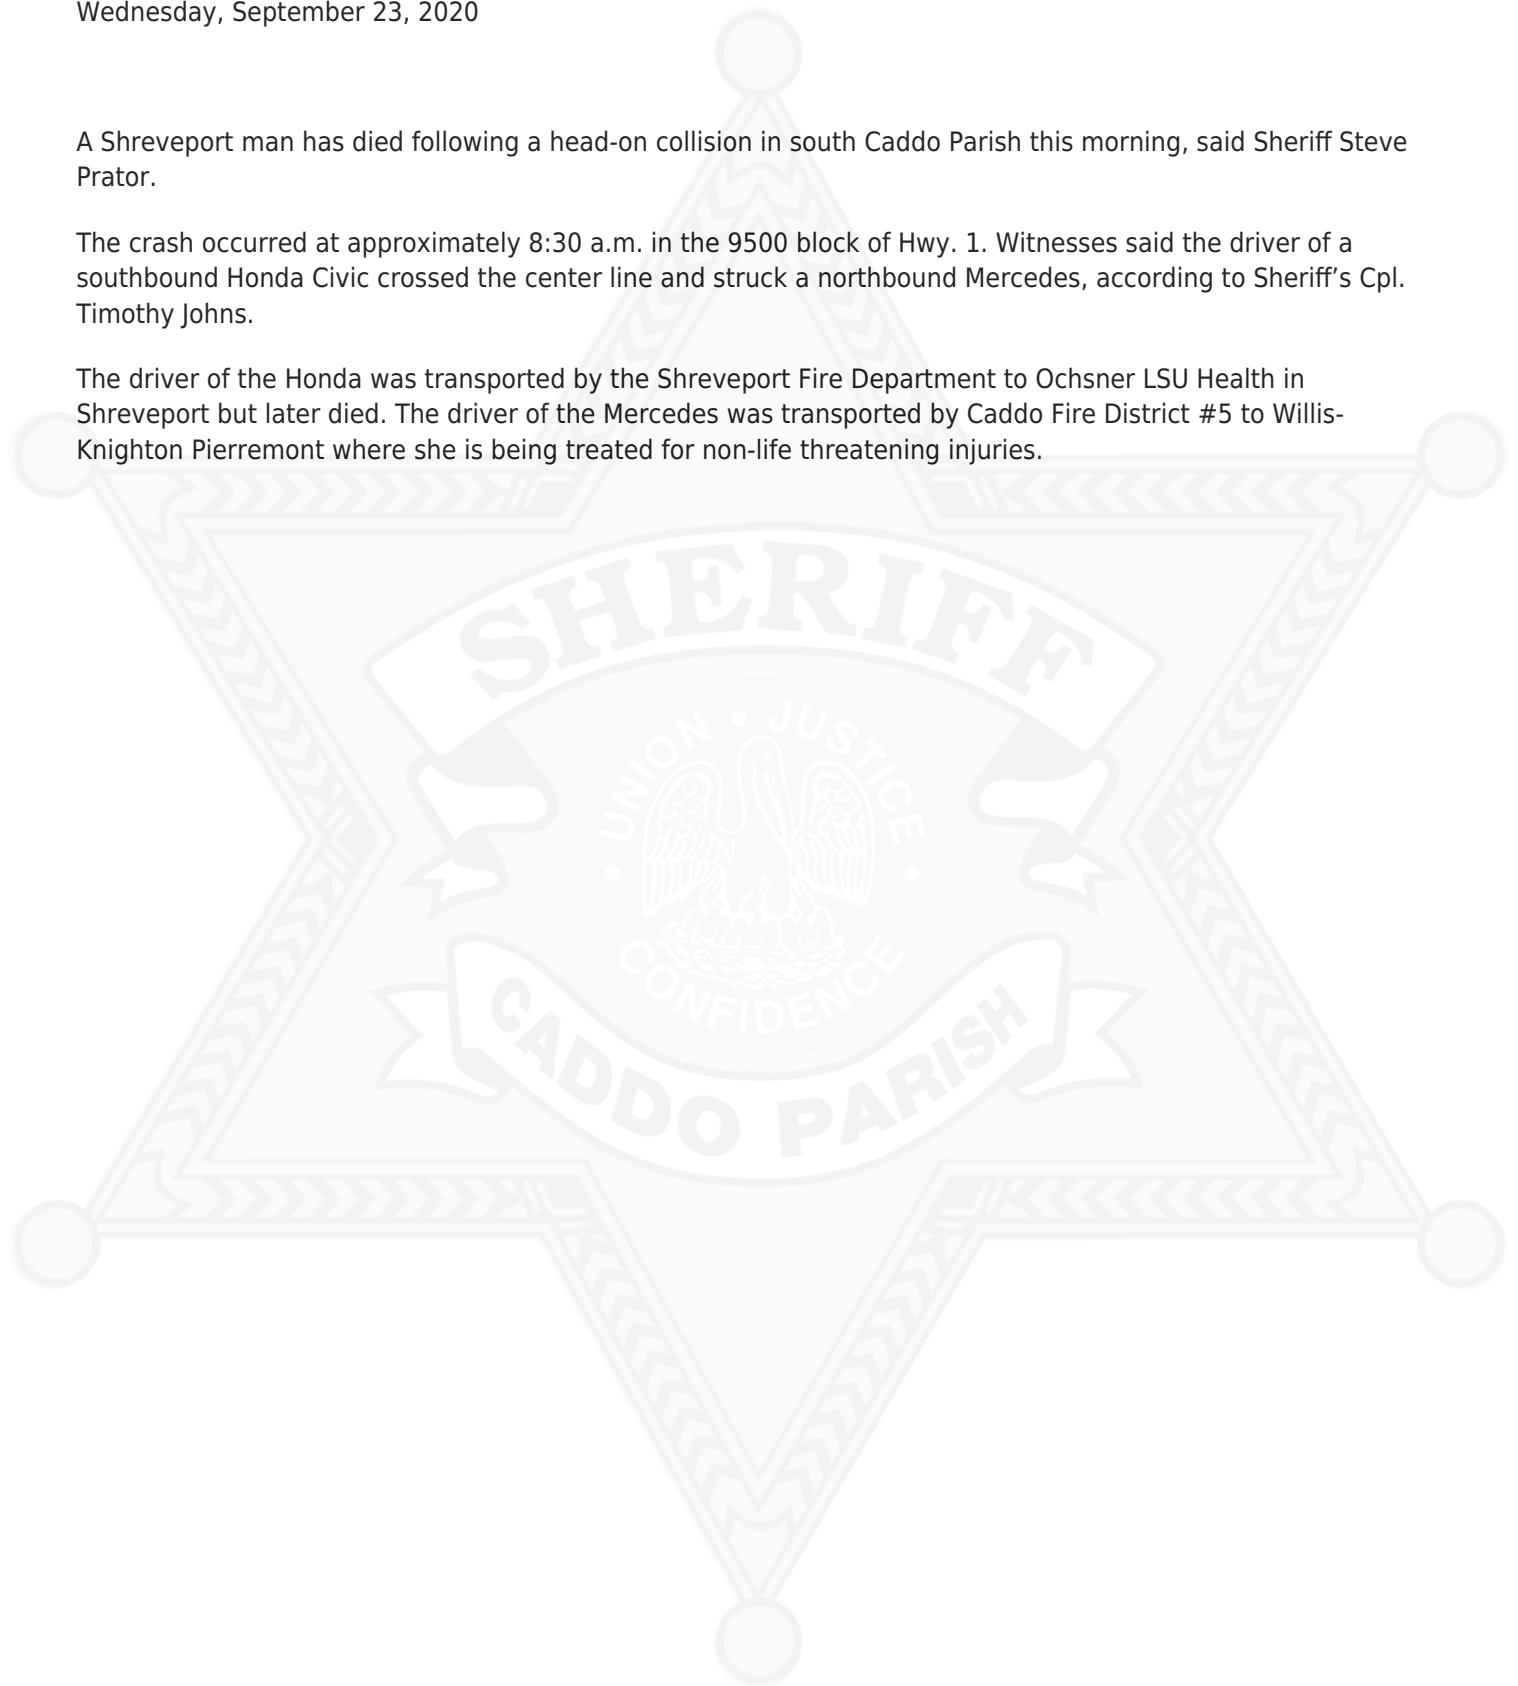 Wednesday, September 23, 2020
A Shreveport man has died following a head-on collision in south Caddo Parish this morning, said Sheriff Steve
Prator.
The crash occurred at approximately 8:30 a.m. in the 9500 block of Hwy. 1. Witnesses said the driver of a
southbound Honda Civic crossed the center line and struck a northbound Mercedes, according to Sheriff’s Cpl.
Timothy Johns.
The driver of the Honda was transported by the Shreveport Fire Department to Ochsner LSU Health in
Shreveport but later died. The driver of the Mercedes was transported by Caddo Fire District #5 to Willis-
Knighton Pierremont where she is being treated for non-life threatening injuries.
SHERIFF
UNION • JUSTICE
• CONFIDENCE •
CADDO PARISH